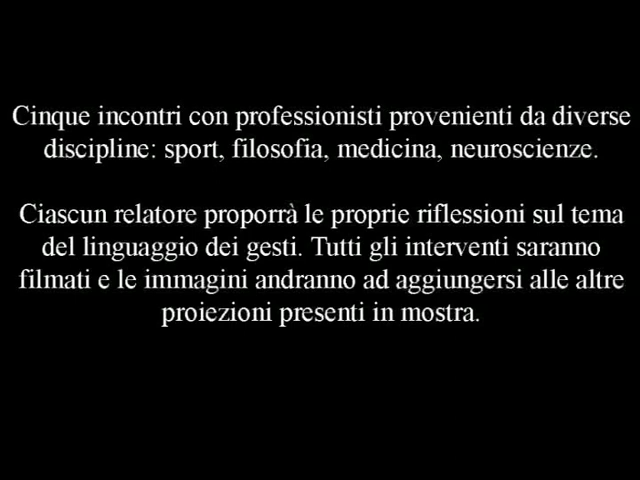 Cinque incontri con professionisti provenienti da diverse
discipline: sport, filosofia, medicina, neuroscienze.
Ciascun relatore proporrà le proprie riflessioni sul tema
del linguaggio dei gesti. Tutti gli interventi saranno
filmati e le immagini andranno ad aggiungersi alle altre
proiezioni presenti in mostra.